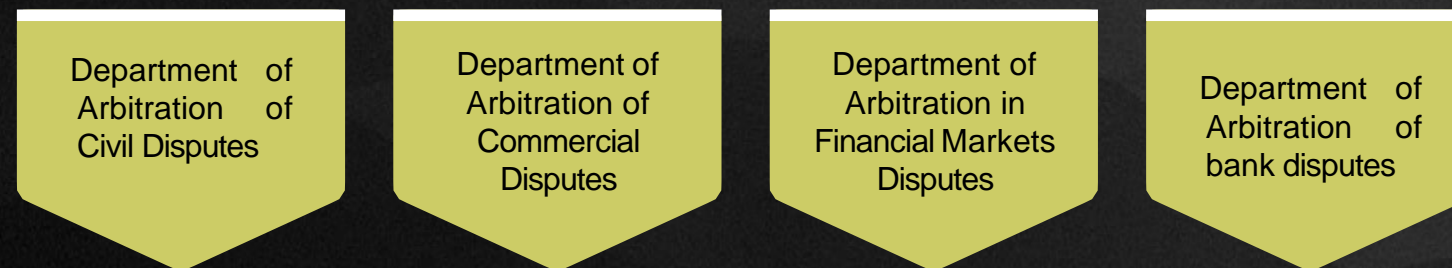 Department of
Arbitration of
Civil Disputes
Department of
Arbitration of
Commercial
Disputes
Department of
Arbitration in
Financial Markets
Disputes
Department of
Arbitration of
bank disputes